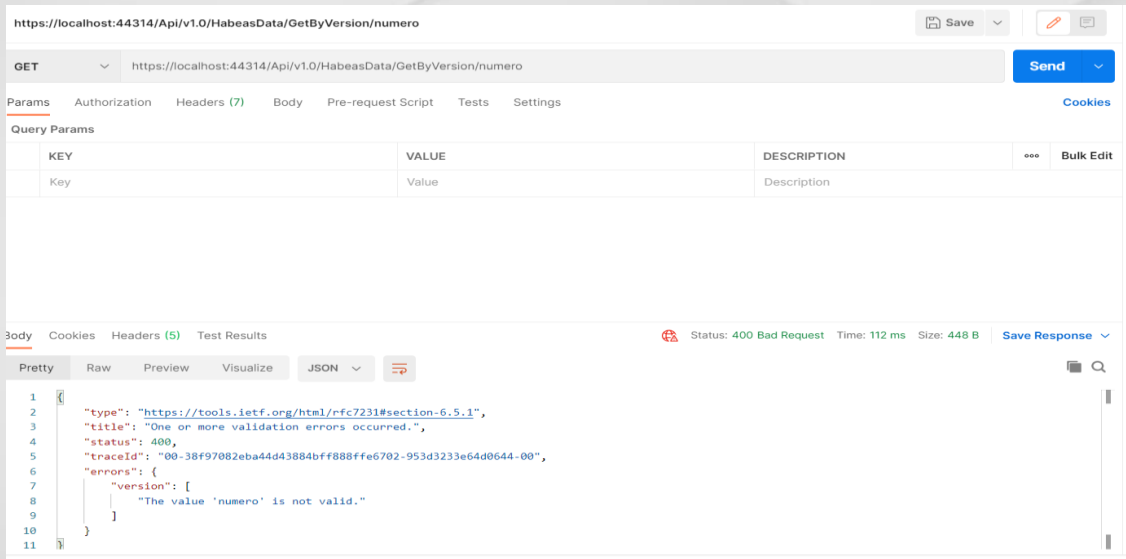 https://localhost:44314/Api/v1.0/HabeasData/GetByVersion/numero
Save
GET https://localhost:44314/Api/v1.0/HabeasData/GetByVersion/numero Send
Params Authorization Headers (7) Body Pre-request Script Tests Settings Cookies
Query Params
KEY VALUE DESCRIPTION ooo Bulk Edit
Key Value Description
Body Cookies Headers (5) Test Results Status: 400 Bad Request Time: 112 ms Size: 448 B Save Response
Pretty Raw Preview Visualize JSON
1 {
2 "type": "https://tools.ietf.org/html/rfc7231#section-6.5.1",
3 "title": "One or more validation errors occurred.",
4 "status": 400,
5 "traceId": "00-38f97082eba44d43884bff888ffe6702-953d3233e64d0644-00",
6 "errors": {
7 "version": [
8 "The value 'numero' is not valid."
9 ]
10 }
11 }